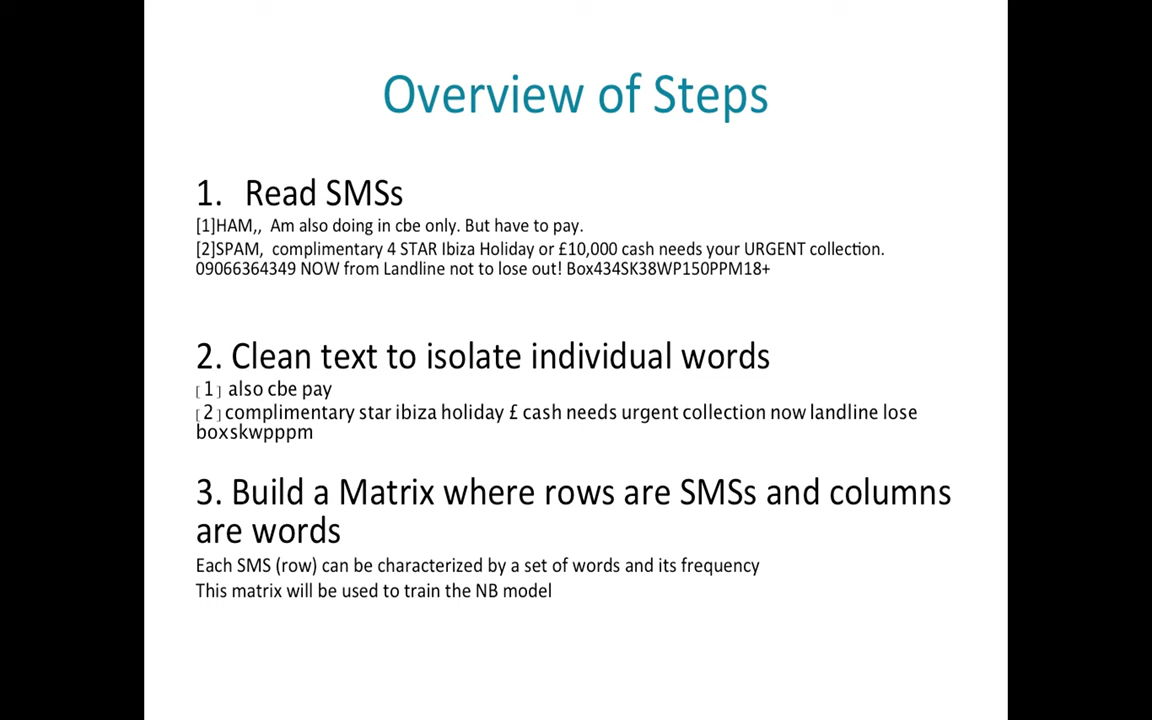 Overview of Steps
1. Read SMSs
[1]HAM,, Am also doing in cbe only. But have to pay.
[2]SPAM, complimentary 4 STAR Ibiza Holiday or £10,000 cash needs your URGENT collection.
09066364349 NOW from Landline not to lose out! Box434SK38WP150PPM18+
2. Clean text to isolate individual words
[1] also cbe pay
[2] complimentary star ibiza holiday £ cash needs urgent collection now landline lose
boxskwpppm
3. Build a Matrix where rows are SMSs and columns
are words
Each SMS (row) can be characterized by a set of words and its frequency
This matrix will be used to train the NB model